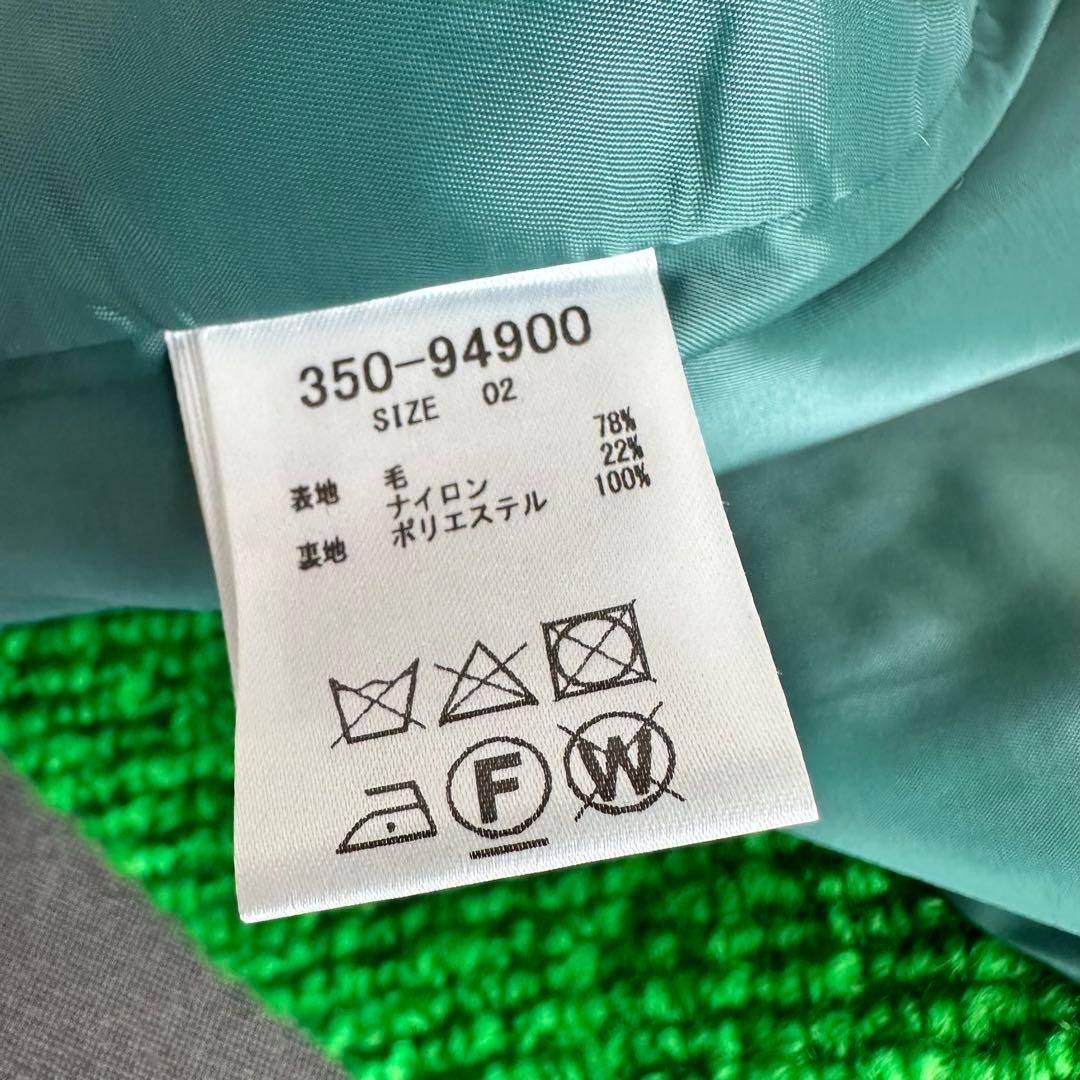 350-94900
SIZE 02
表地 毛 78%
ナイロン 22%
裏地 ポリエステル 100%
F W